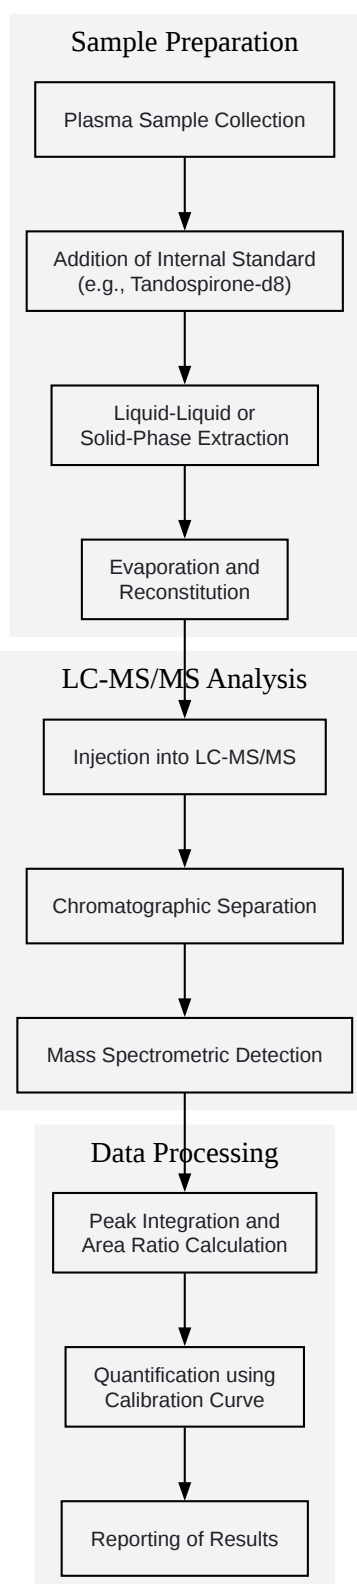 Sample Preparation
Plasma Sample Collection
Addition of Internal Standard
(e.g., Tandospirone-d8)
Liquid-Liquid or
Solid-Phase Extraction
Evaporation and
Reconstitution
LC-MS/MS Analysis
Injection into LC-MS/MS
Chromatographic Separation
Mass Spectrometric Detection
Data Processing
Peak Integration and
Area Ratio Calculation
Quantification using
Calibration Curve
Reporting of Results